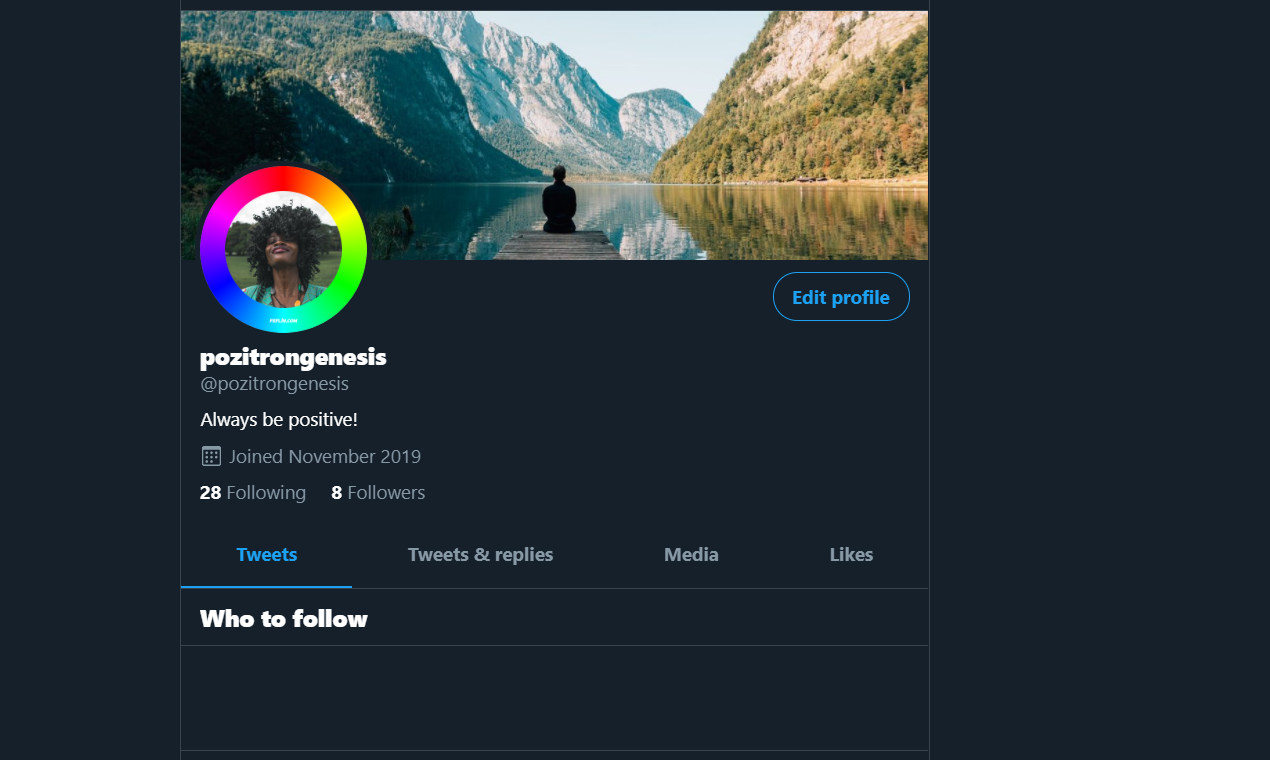 Edit profile
pozitrongenesis
@pozitrongenesis
Always be positive!
Joined November 2019
28 Following 8 Followers
Tweets Tweets & replies Media Likes
Who to follow